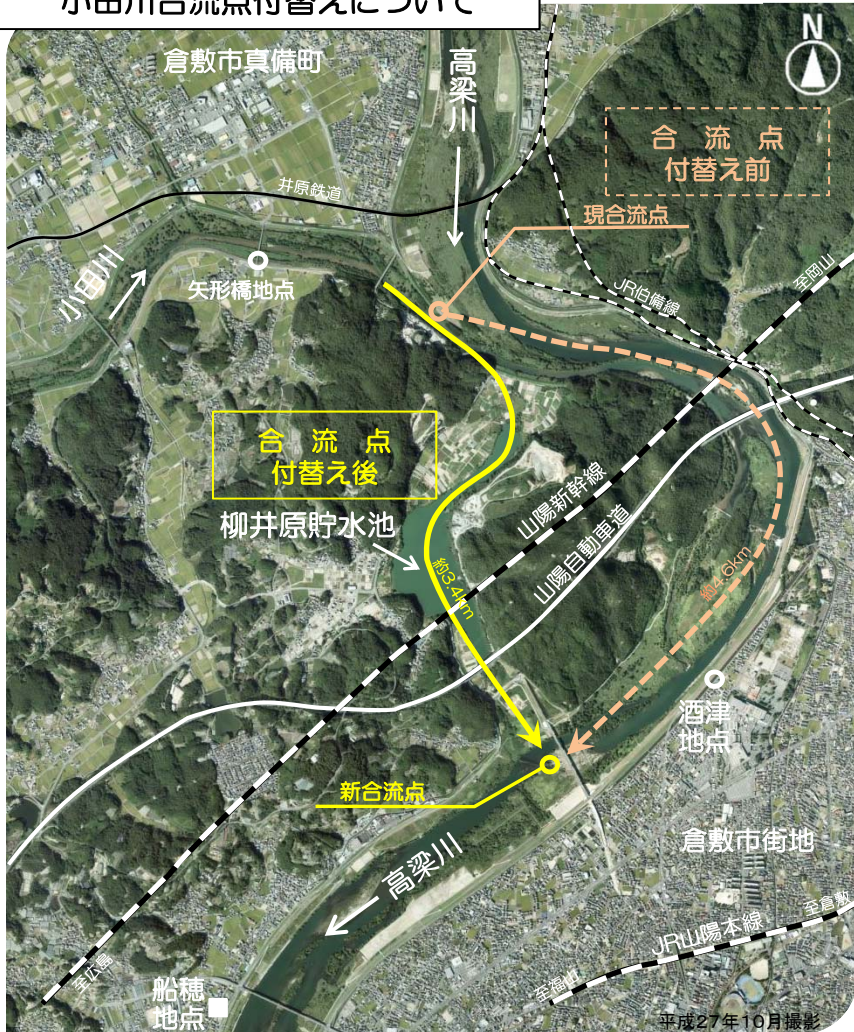 小田川合流点付替えについて
倉敷市真備町
高梁川
N
合流点
付替え前
井原鉄道
現合流点
小田川
矢形橋地点
JR伯備線
至岡山
合流点
付替え後
柳井原貯水池
山陽新幹線
山陽自動車道
約3.4km
約4.6km
酒津
地点
新合流点
倉敷市街地
高梁川
JR山陽本線
至倉敷
至広島
至福山
船穂
地点
平成27年10月撮影